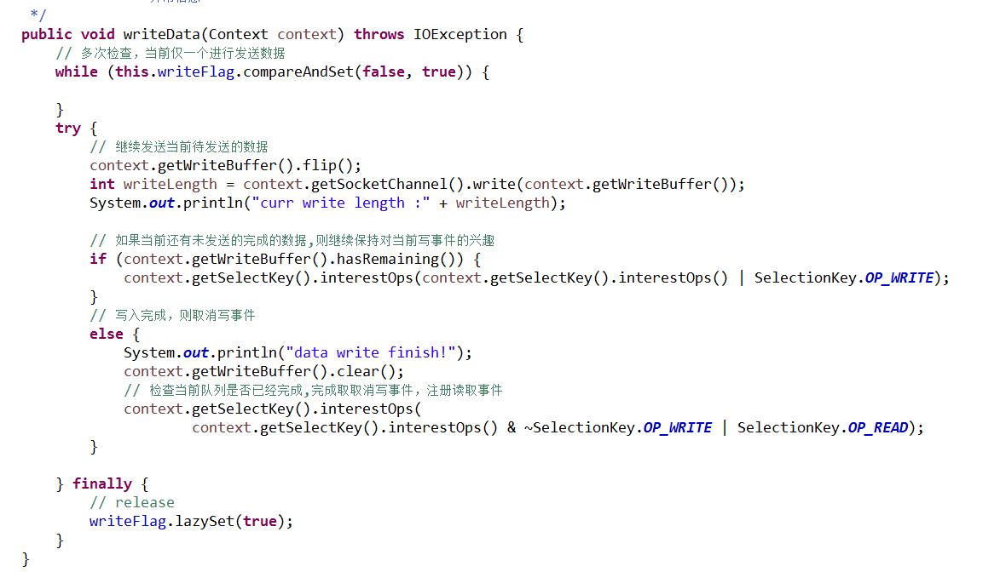 */
public void writeData(Context context) throws IOException {
// 多次检查，当前仅一个进行发送数据
while (this.writeFlag.compareAndSet(false, true)) {
}
try {
// 继续发送当前待发送的数据
context.getWriteBuffer().flip();
int writeLength = context.getSocketChannel().write(context.getWriteBuffer());
System.out.println("curr write length :" + writeLength);
// 如果当前还有未发送的完成的数据,则继续保持对当前写事件的兴趣
if (context.getWriteBuffer().hasRemaining()) {
context.getSelectKey().interestOps(context.getSelectKey().interestOps() | SelectionKey.OP_WRITE);
}
// 写入完成，则取消写事件
else {
System.out.println("data write finish!");
context.getWriteBuffer().clear();
// 检查当前队列是否已经完成,完成取取消写事件，注册读取事件
context.getSelectKey().interestOps(
context.getSelectKey().interestOps() & ~SelectionKey.OP_WRITE | SelectionKey.OP_READ);
}
} finally {
// release
writeFlag.lazySet(true);
}
}